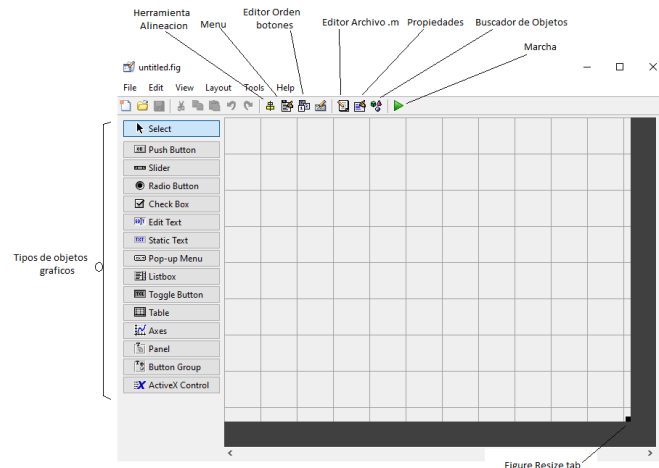 Herramienta
Alineacion
Menu
Editor Orden
botones
Editor Archivo .m
Propiedades
Buscador de Objetos
Marcha
untitled.fig
File Edit View Layout Tools Help
Select
Push Button
Slider
Radio Button
Check Box
Edit Text
Static Text
Pop-up Menu
Listbox
Toggle Button
Table
Axes
Panel
Button Group
ActiveX Control
Tipos de objetos
graficos
Figure Resize tab